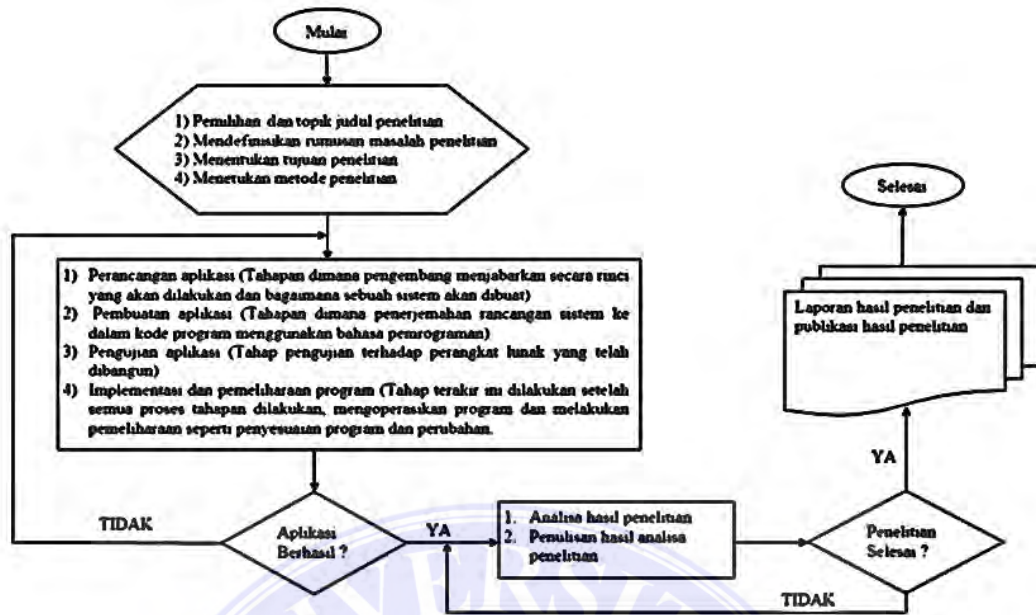 Mulai
1) Pemilihan dan topik judul penelitian
2) Mendefinisikan rumusan masalah penelitian
3) Menentukan tujuan penelitian
4) Menetukan metode penelitian
1) Perancangan aplikasi (Tahapan dimana pengembang menjabarkan secara rinci
yang akan dilakukan dan bagaimana sebuah sistem akan dibuat)
2) Pembuatan aplikasi (Tahapan dimana penerjemahan rancangan sistem ke
dalam kode program menggunakan bahasa pemrograman)
3) Pengujian aplikasi (Tahap pengujian terhadap perangkat lunak yang telah
dibangun)
4) Implementasi dan pemeliharaan program (Tahap terakir ini dilakukan setelah
semua proses tahapan dilakukan, mengoperasikan program dan melakukan
pemeliharaan seperti penyesuaian program dan perubahan.
Aplikasi
Berhasil ?
TIDAK
YA
1. Analisa hasil penelitian
2. Penulisan hasil analisa
penelitian
Penelitian
Selesai ?
TIDAK
YA
Laporan hasil penelitian dan
publikasi hasil penelitian
Selesai